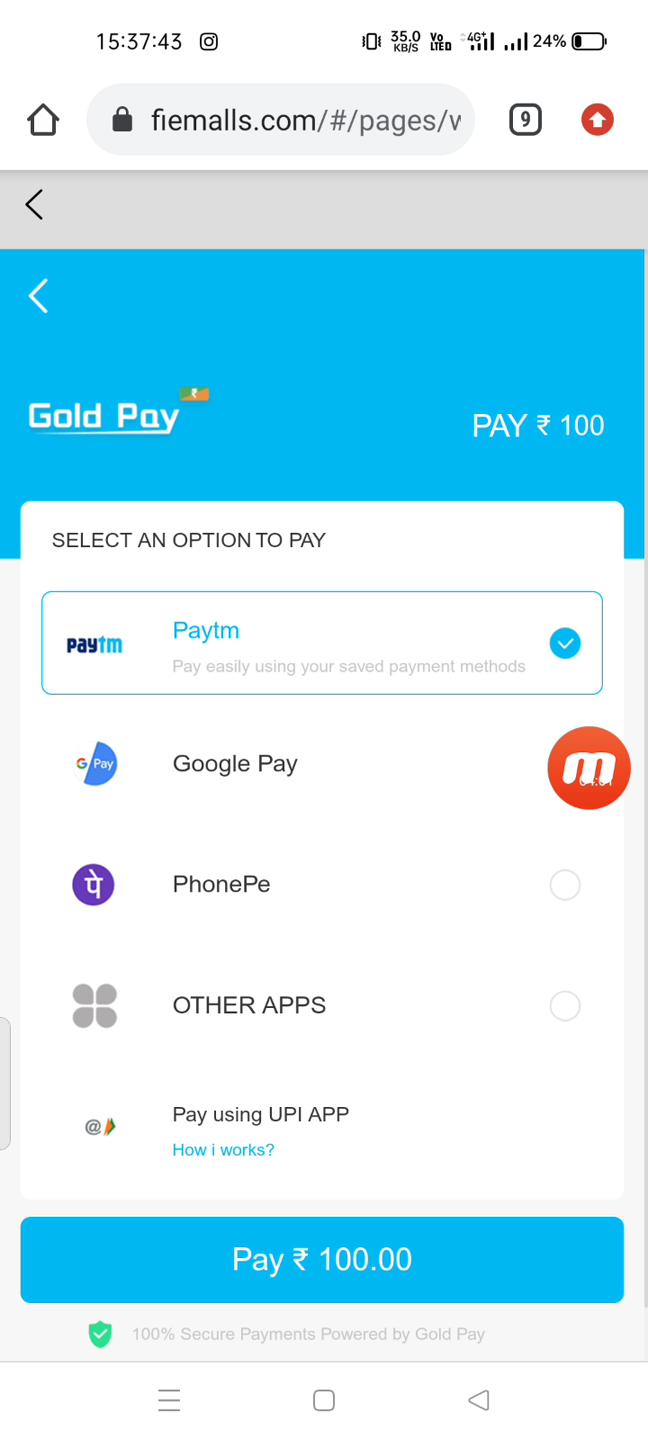 15:37:43
35.0 KB/S
Vo LTE
4G+
24%
fiemalls.com/#/pages/w
9
Gold Pay
₹
PAY ₹ 100
SELECT AN OPTION TO PAY
paytm
Paytm
Pay easily using your saved payment methods
G Pay
Google Pay
m
पे
PhonePe
OTHER APPS
@
Pay using UPI APP
How i works?
Pay ₹ 100.00
100% Secure Payments Powered by Gold Pay